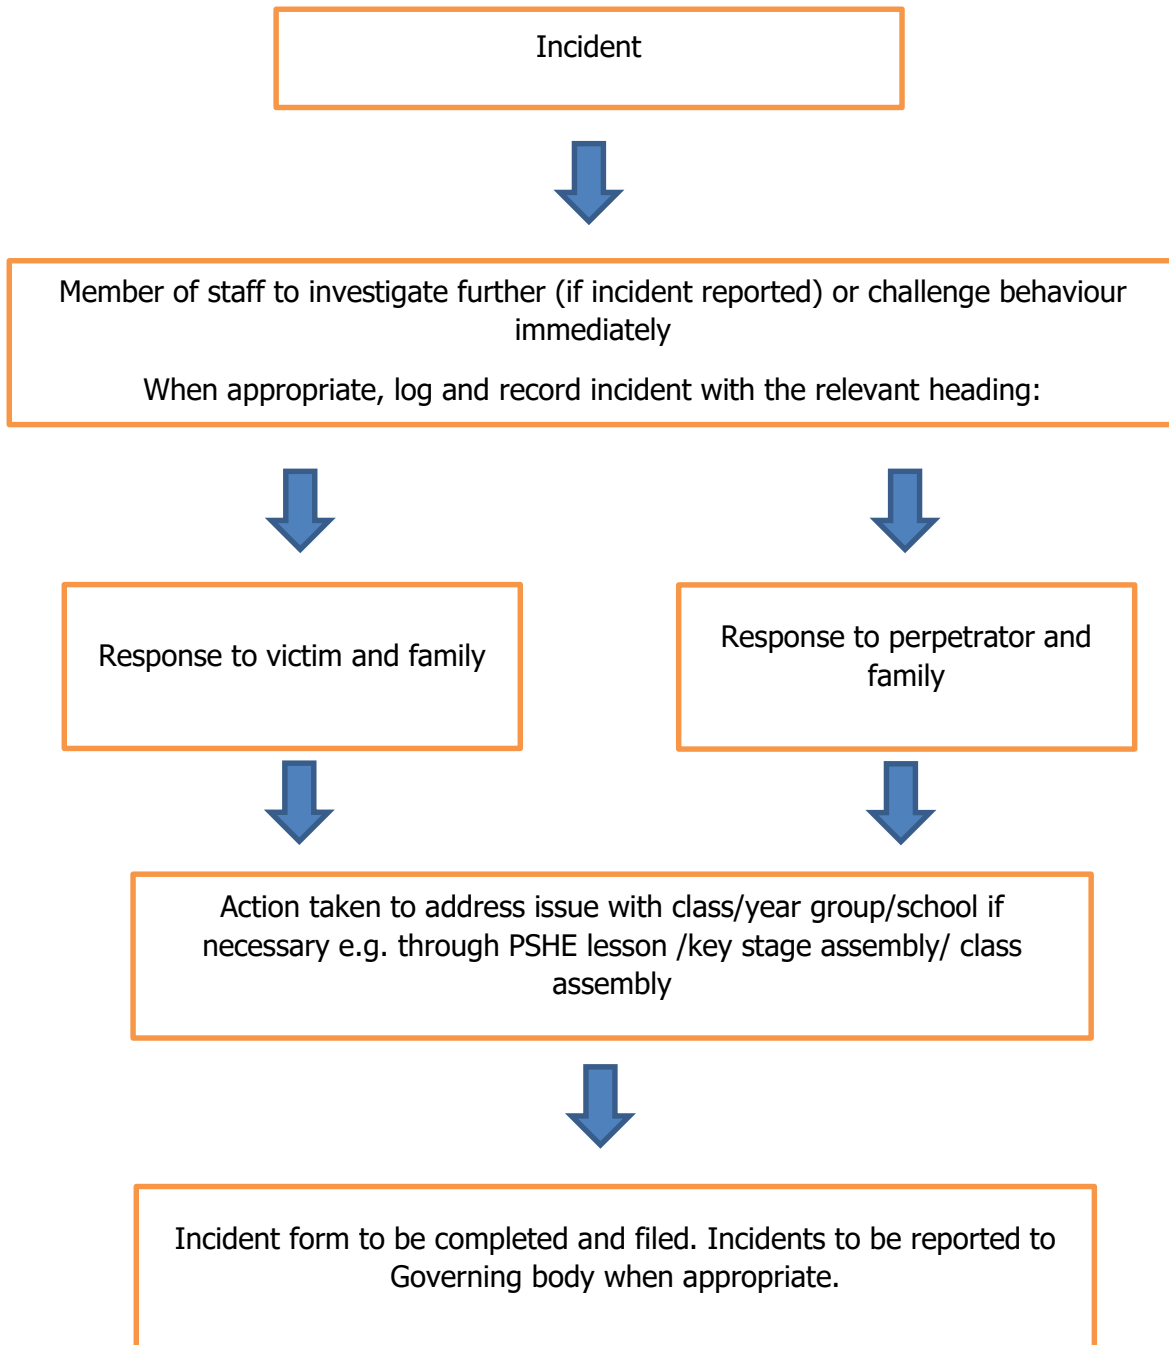 Incident
Member of staff to investigate further (if incident reported) or challenge behaviour
immediately
When appropriate, log and record incident with the relevant heading:
Response to victim and family
Response to perpetrator and
family
Action taken to address issue with class/year group/school if
necessary e.g. through PSHE lesson /key stage assembly/ class
assembly
Incident form to be completed and filed. Incidents to be reported to
Governing body when appropriate.